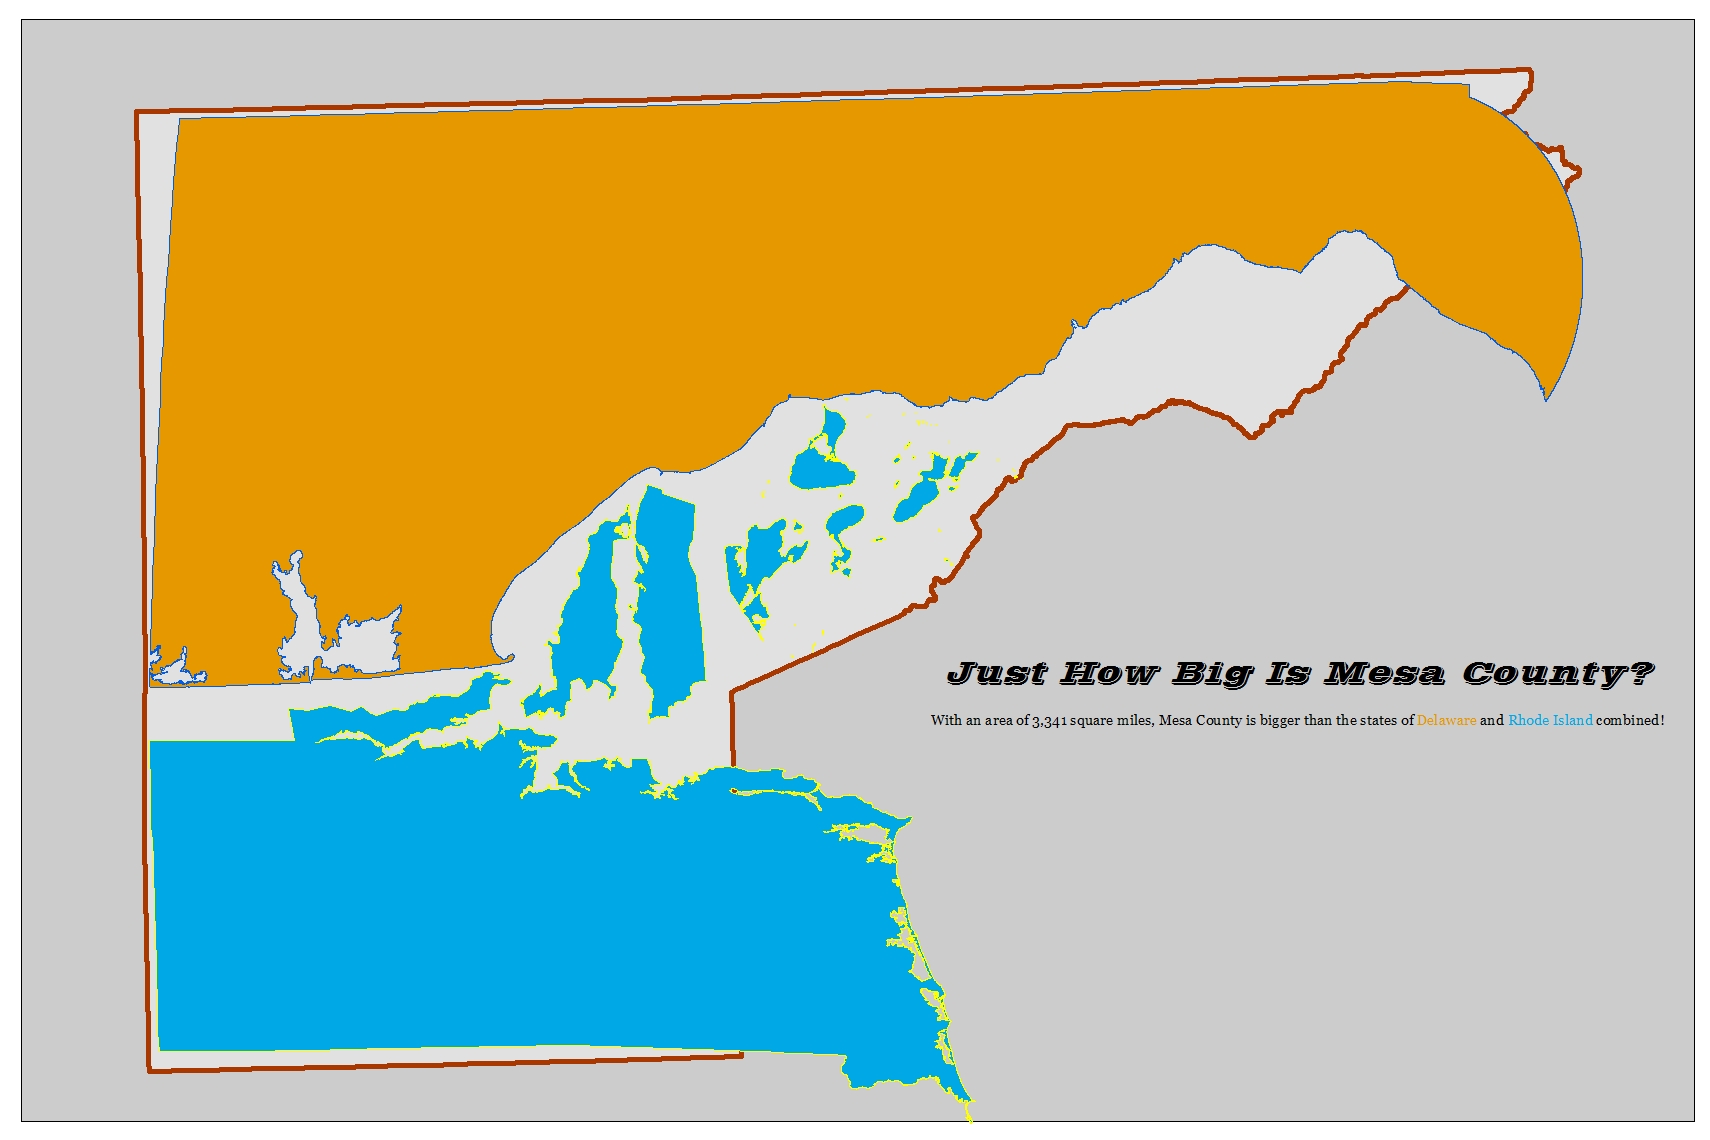 Just How Big Is Mesa County?
With an area of 3,341 square miles, Mesa County is bigger than the states of Delaware and Rhode Island combined!